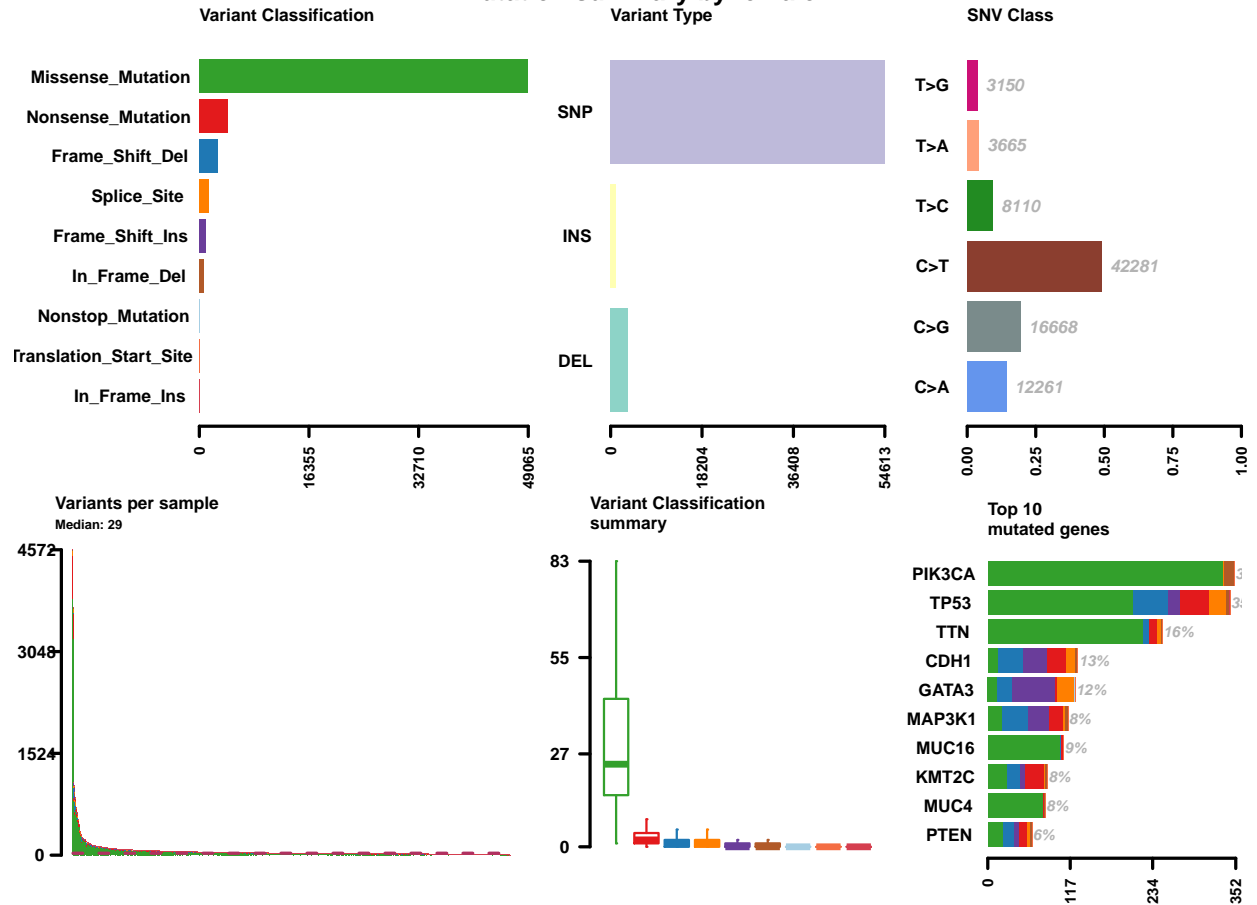 Variant Classification
Missense_Mutation
Nonsense_Mutation
Frame_Shift_Del
Splice_Site
Frame_Shift_Ins
In_Frame_Del
Nonstop_Mutation
Translation_Start_Site
In_Frame_Ins
0
16355
32710
49065
Variant Type
SNP
INS
DEL
0
18204
36408
54613
SNV Class
T>G
3150
T>A
3665
T>C
8110
C>T
42281
C>G
16668
C>A
12261
0.00
0.25
0.50
0.75
1.00
Variants per sample
Median: 29
4572
3048
1524
0
Variant Classification
summary
83
55
27
0
Top 10
mutated genes
PIK3CA
TP53
TTN 16%
CDH1 13%
GATA3 12%
MAP3K1 8%
MUC16 9%
KMT2C 8%
MUC4 8%
PTEN 6%
0
117
234
352